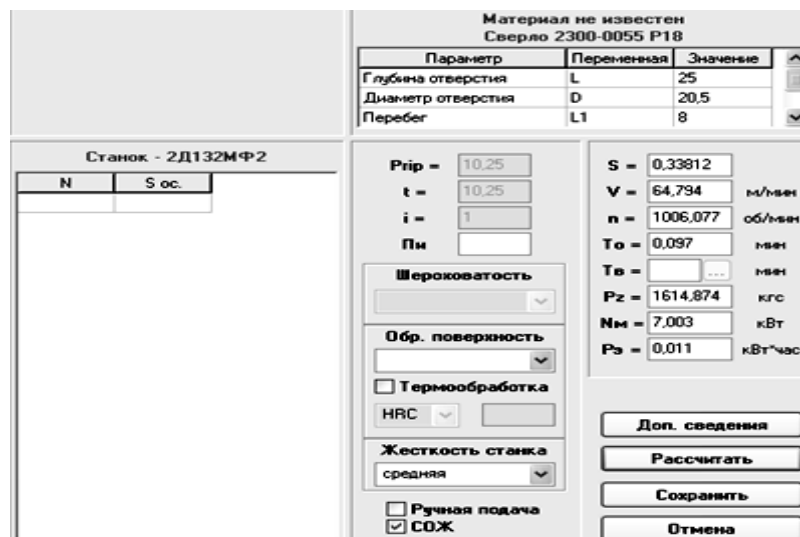 Материал не известен
Сверло 2300-0055 Р18
Параметр Переменная Значение
Глубина отверстия L 25
Диаметр отверстия D 20,5
Перебег L1 8
Станок - 2Д132МФ2
N S ос.
Prip = 10,25
t = 10,25
i = 1
Пи
Шероховатость
Обр. поверхность
Термообработка
HRC
Жесткость станка
средняя
Ручная подача
СОЖ
S = 0,33812
V = 64,794 м/мин
n = 1006,077 об/мин
То = 0,097 мин
Тв = ... мин
Pz = 1614,874 кгс
Nм = 7,003 кВт
Рэ = 0,011 кВт*час
Доп. сведения
Рассчитать
Сохранить
Отмена